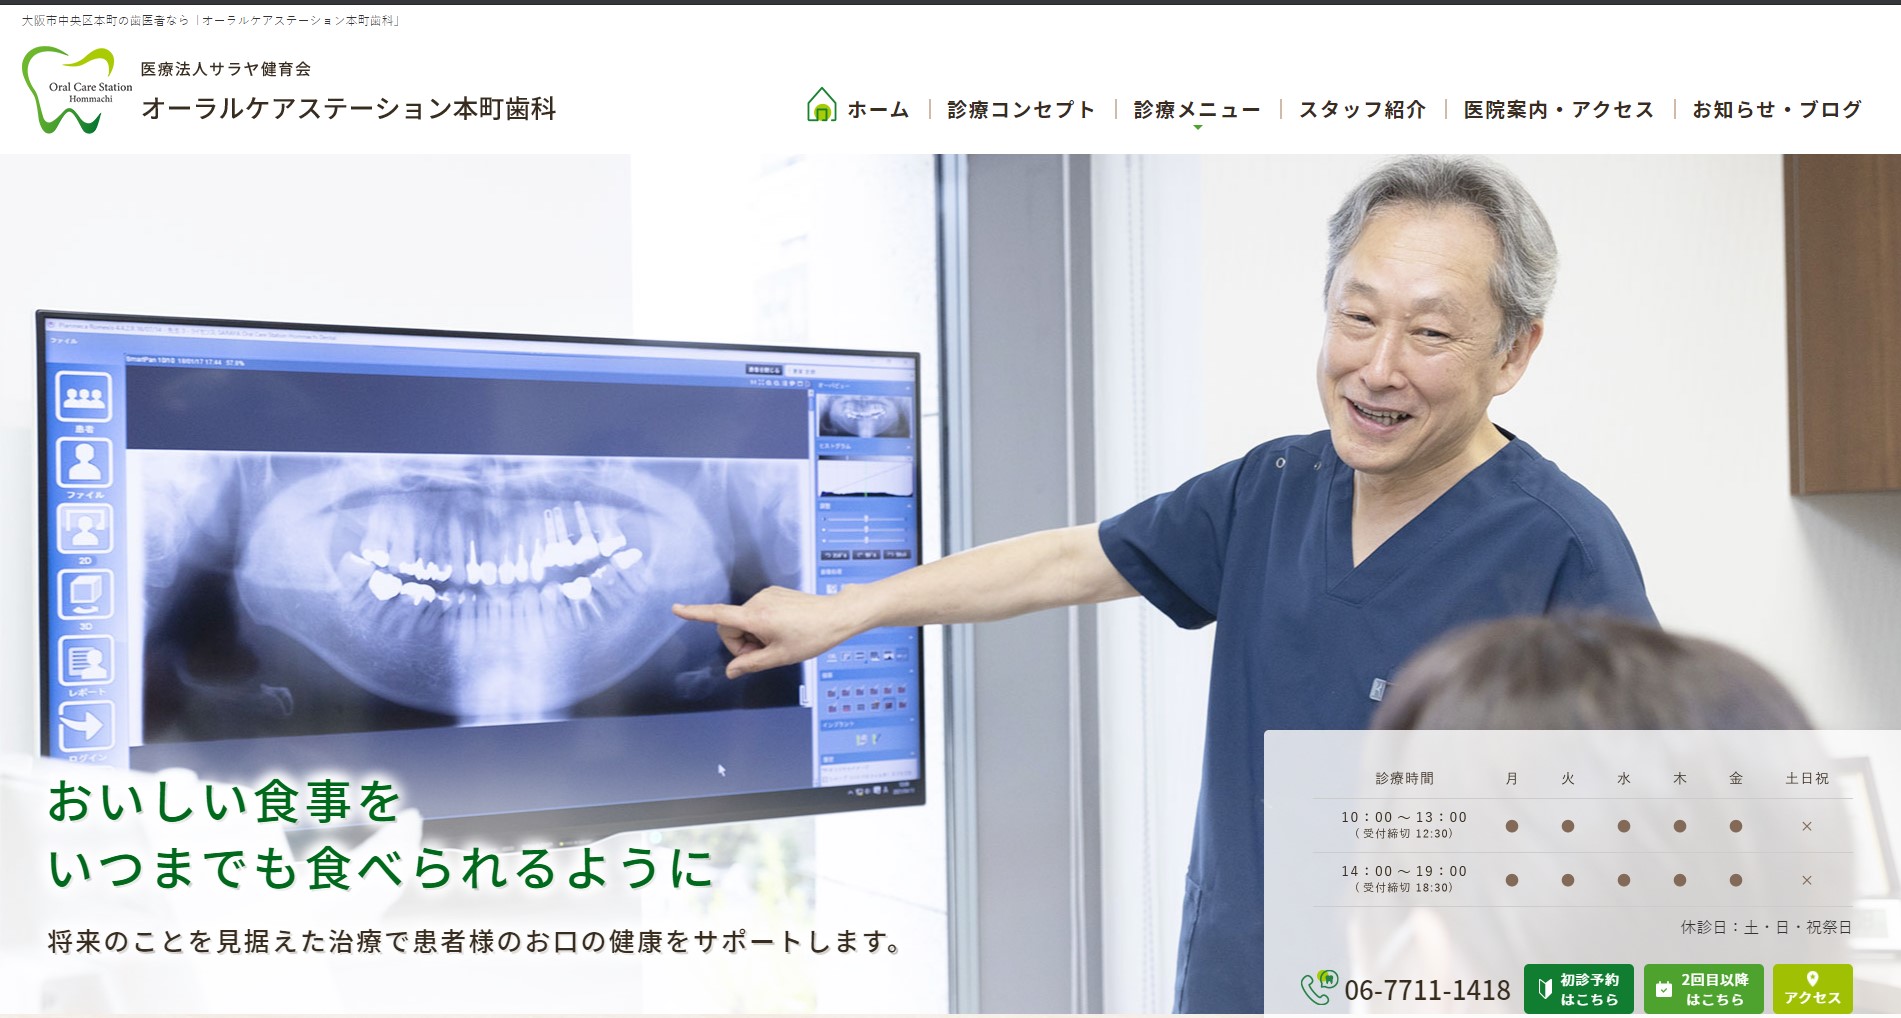 大阪市中央区本町の歯医者なら「オーラルケアステーション本町歯科」
Oral Care Station
Hommachi
医療法人サラヤ健育会
オーラルケアステーション本町歯科
ホーム
診療コンセプト
診療メニュー
スタッフ紹介
医院案内・アクセス
お知らせ・ブログ
ファイル
患者
ファイル
2D
3D
レポート
ログイン
おいしい食事を
いつまでも食べられるように
将来のことを見据えた治療で患者様のお口の健康をサポートします。
診療時間 月 火 水 木 金 土日祝
10：00 〜 13：00 ● ● ● ● ● ×
（受付締切 12:30）
14：00 〜 19：00 ● ● ● ● ● ×
（受付締切 18:30）
休診日：土・日・祝祭日
06-7711-1418
初診予約
はこちら
2回目以降
はこちら
アクセス